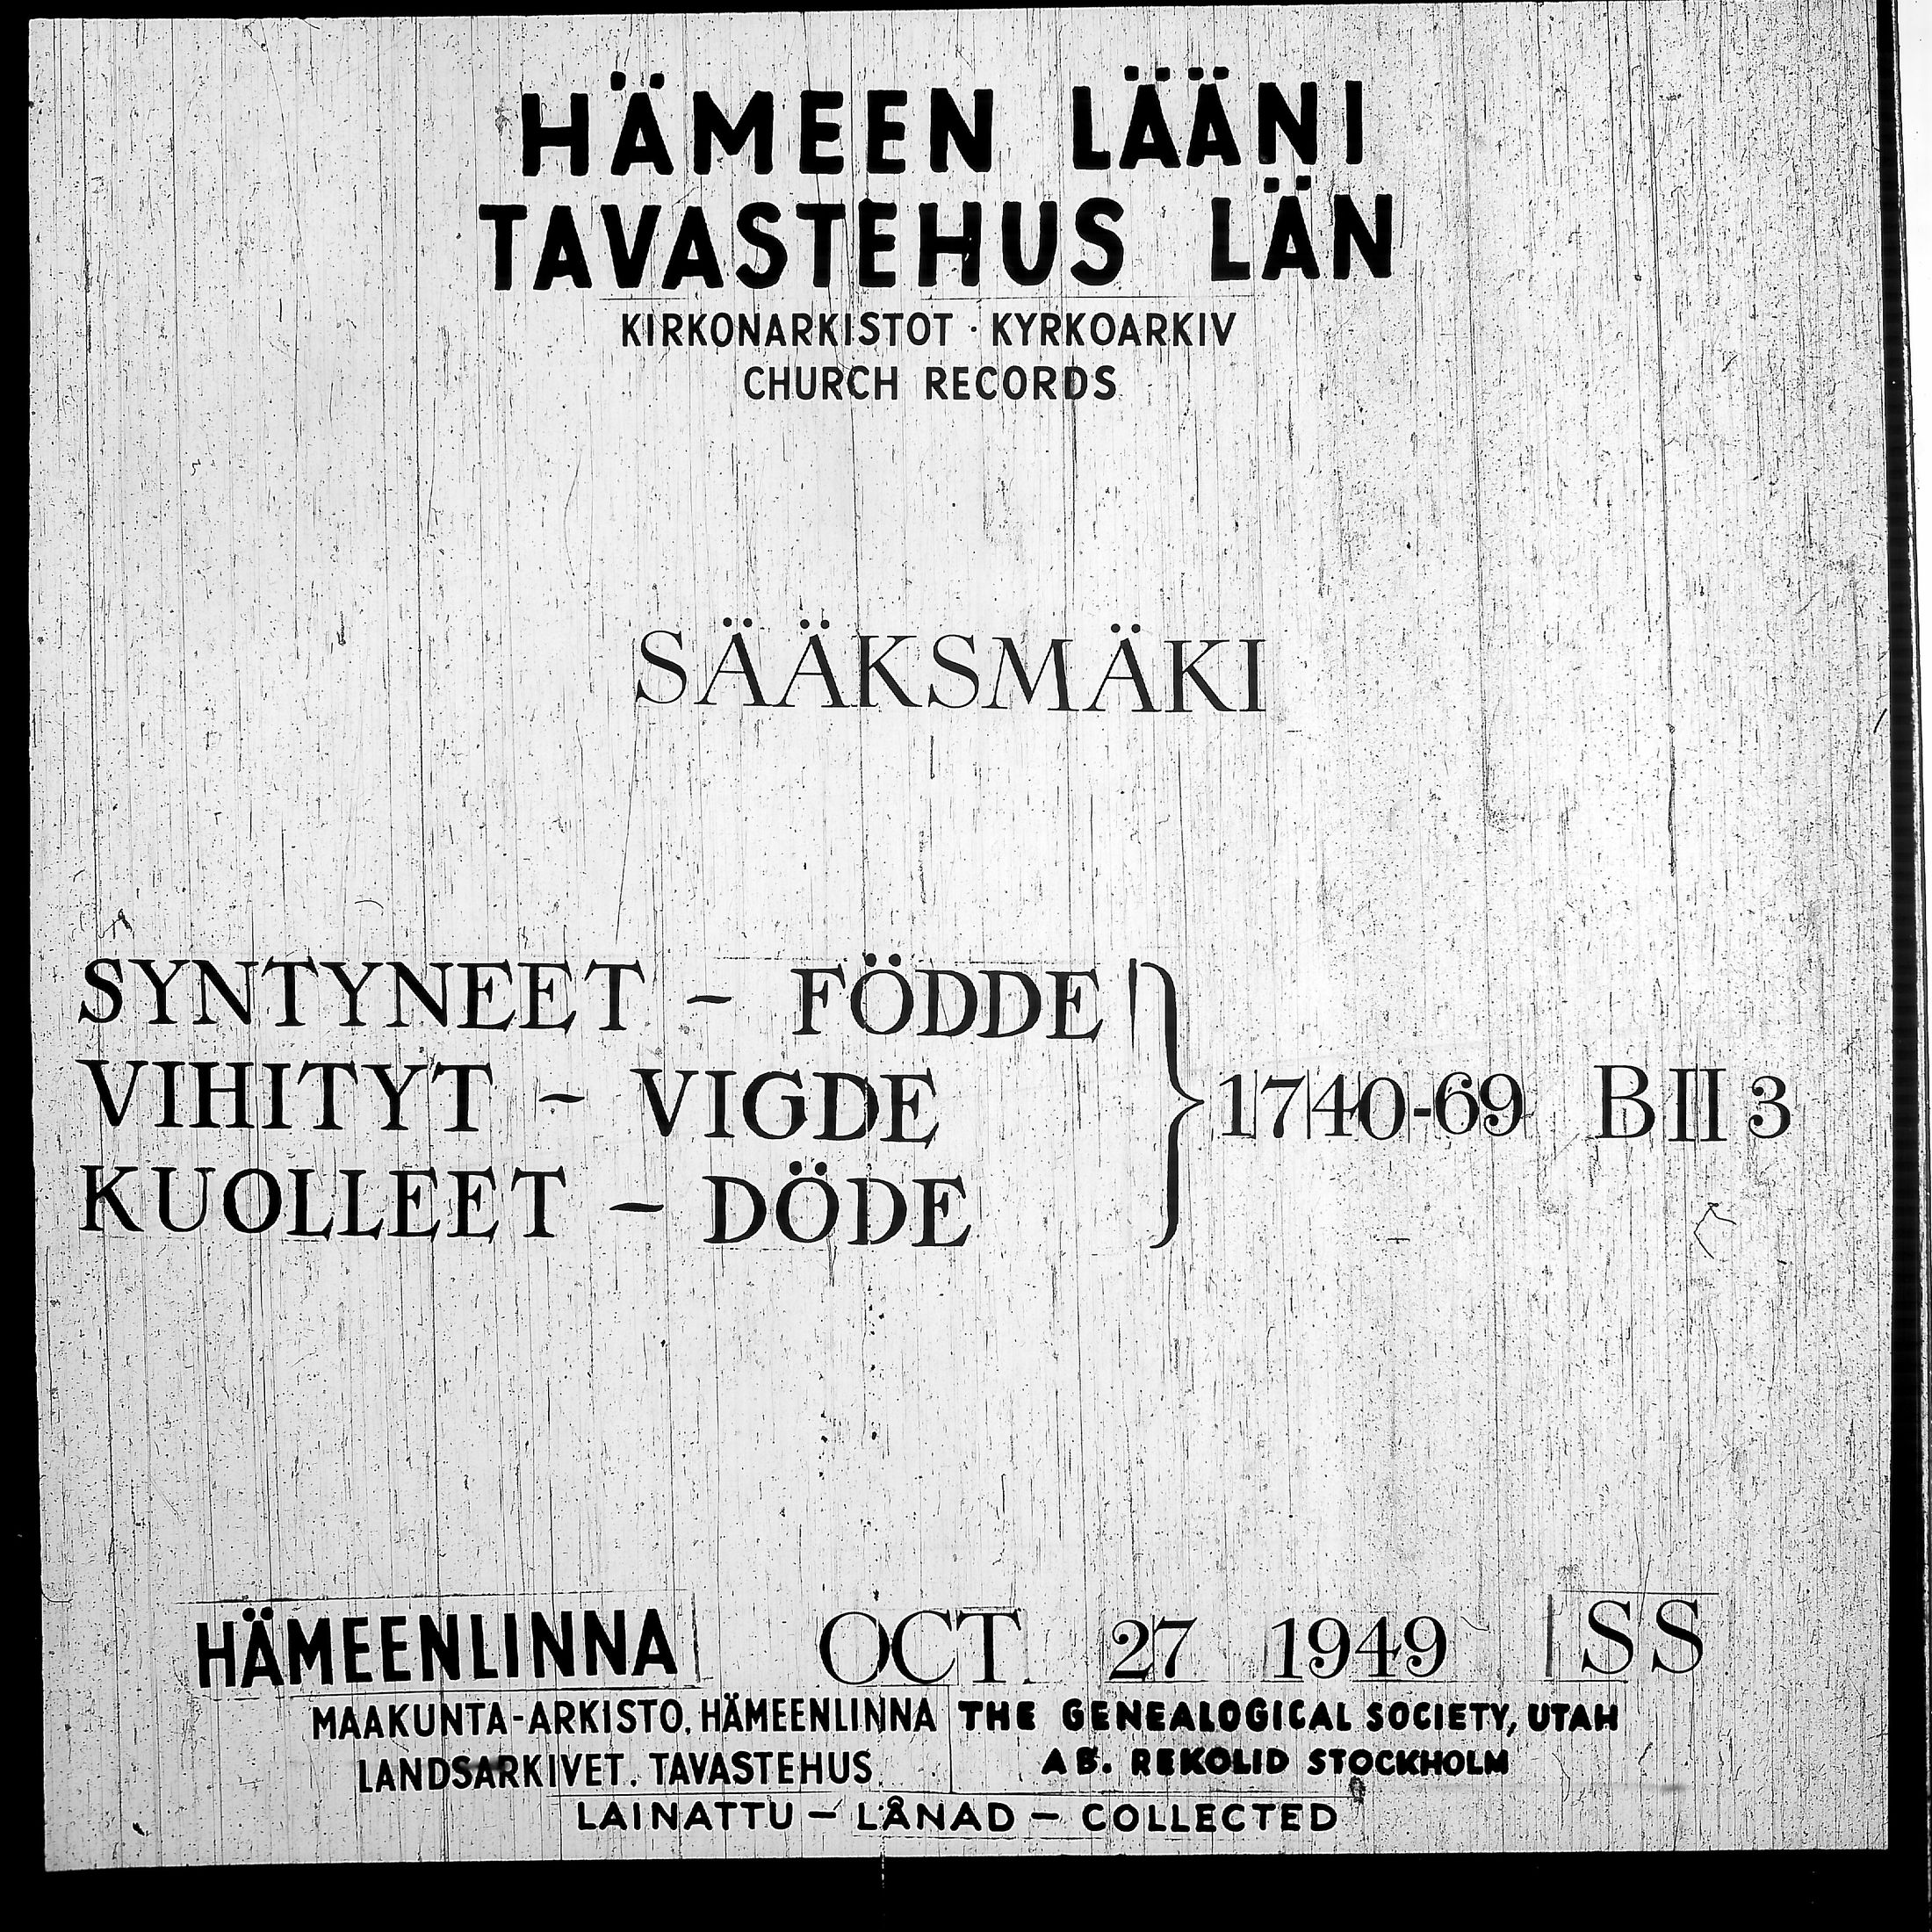 HÄMEEN LÄÄNI
TAVASTEHUS LÄN
KIRKONARKISTOT · KYRKOARKIV
CHURCH RECORDS
SÄÄKSMÄKI
SYNTYNEET – FÖDDE
VIHITYT – VIGDE } 1740-69 B II 3
KUOLLEET – DÖDE
HÄMEENLINNA OCT. 27 1949 SS
MAAKUNTA-ARKISTO, HÄMEENLINNA THE GENEALOGICAL SOCIETY, UTAH
LANDSARKIVET. TAVASTEHUS AB. REKOLID STOCKHOLM
LAINATTU – LÅNAD – COLLECTED